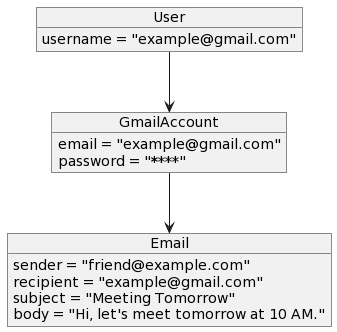 User
username = "example@gmail.com"
GmailAccount
email = "example@gmail.com"
password = "****"
Email
sender = "friend@example.com"
recipient = "example@gmail.com"
subject = "Meeting Tomorrow"
body = "Hi, let's meet tomorrow at 10 AM."